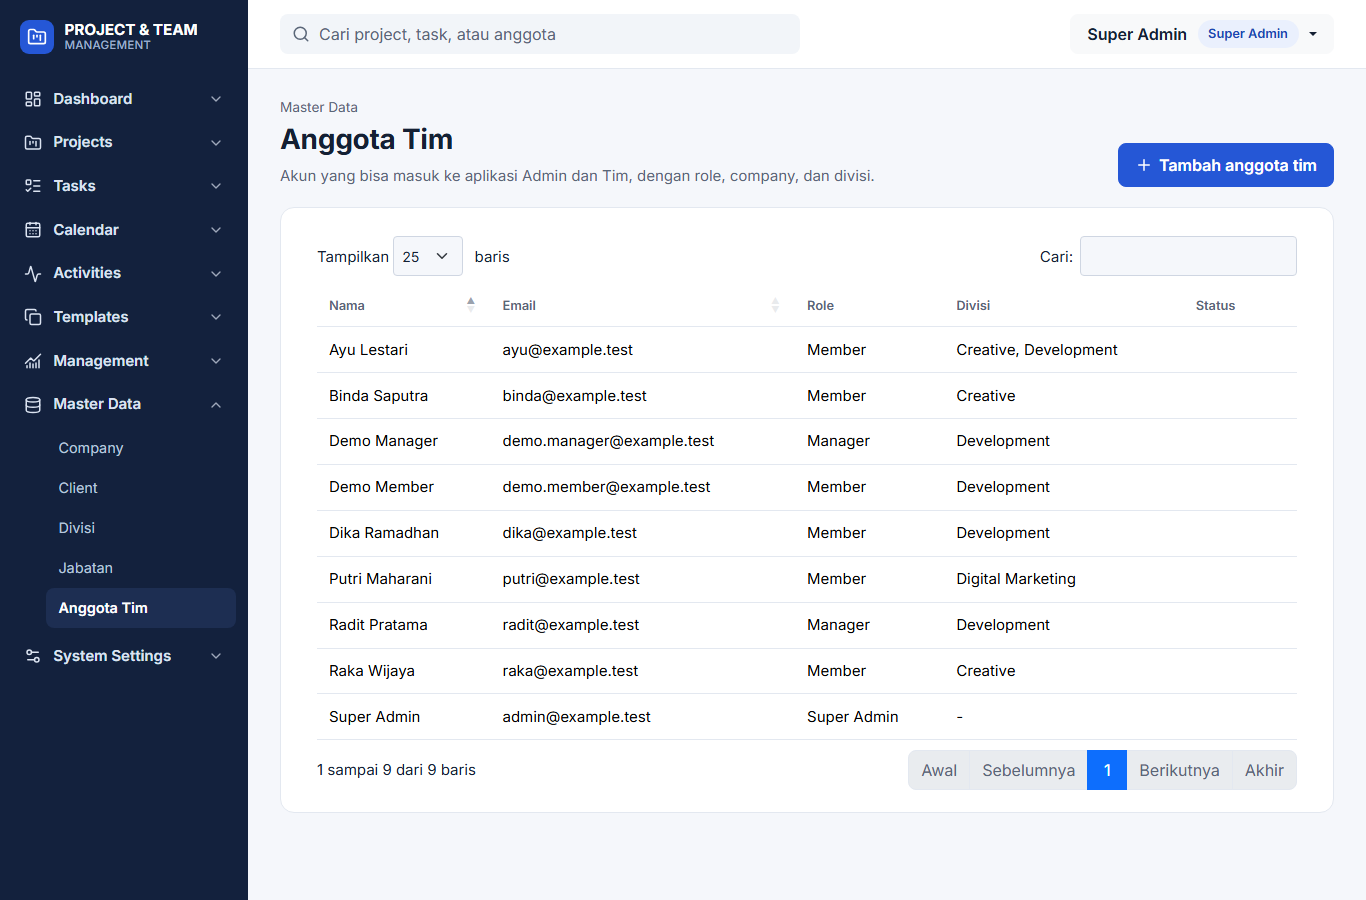 PROJECT & TEAM
MANAGEMENT
Cari project, task, atau anggota
Super Admin
Super Admin
Dashboard
Projects
Tasks
Calendar
Activities
Templates
Management
Master Data
Company
Client
Divisi
Jabatan
Anggota Tim
System Settings
Master Data
Anggota Tim
Akun yang bisa masuk ke aplikasi Admin dan Tim, dengan role, company, dan divisi.
+ Tambah anggota tim
Tampilkan 25 baris
Cari:
Nama Email Role Divisi Status
Ayu Lestari ayu@example.test Member Creative, Development
Binda Saputra binda@example.test Member Creative
Demo Manager demo.manager@example.test Manager Development
Demo Member demo.member@example.test Member Development
Dika Ramadhan dika@example.test Member Development
Putri Maharani putri@example.test Member Digital Marketing
Radit Pratama radit@example.test Manager Development
Raka Wijaya raka@example.test Member Creative
Super Admin admin@example.test Super Admin -
1 sampai 9 dari 9 baris
Awal Sebelumnya 1 Berikutnya Akhir